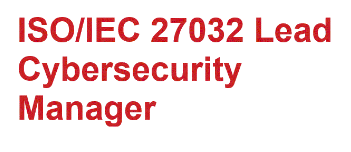 ISO/IEC 27032 Lead
Cybersecurity
Manager